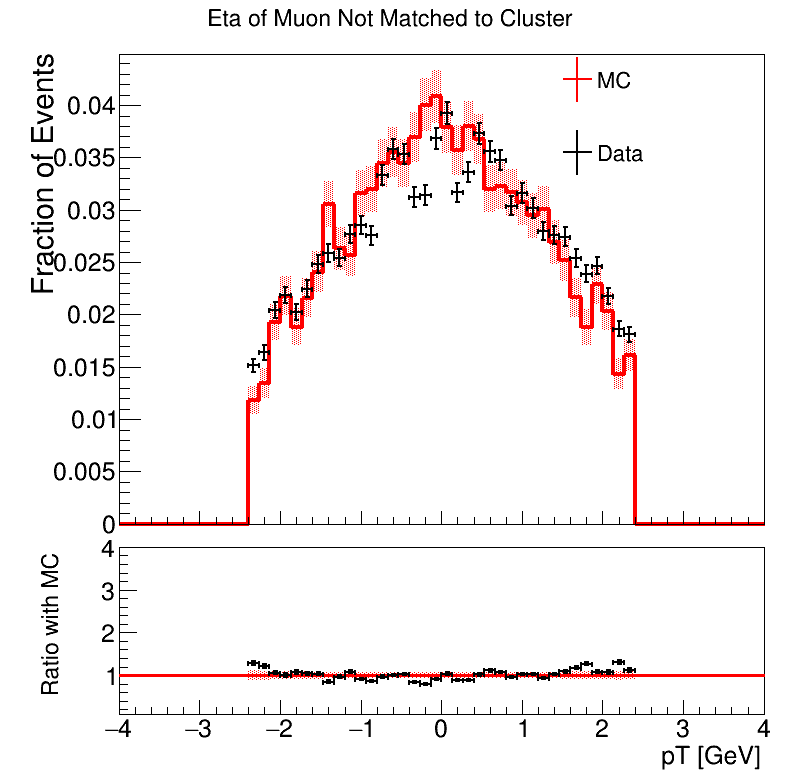 Eta of Muon Not Matched to Cluster
Fraction of Events
0.04
0.035
0.03
0.025
0.02
0.015
0.01
0.005
0
MC
Data
Ratio with MC
4
3
2
1
−4 −3 −2 −1 0 1 2 3 4
pT [GeV]